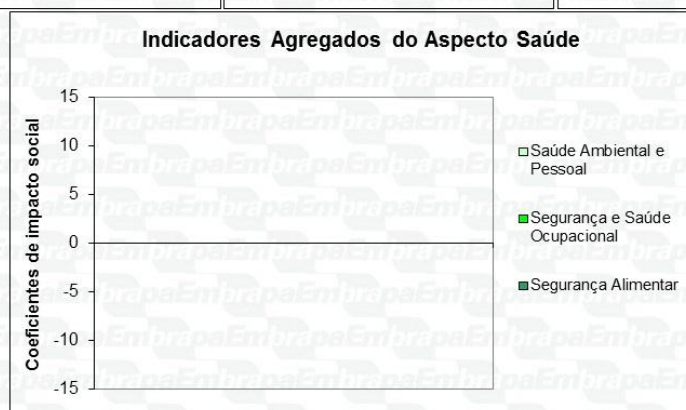 Indicadores Agregados do Aspecto Saúde
Coeficientes de impacto social
15
10
5
0
-5
-10
-15
Saúde Ambiental e
Pessoal
Segurança e Saúde
Ocupacional
Segurança Alimentar
Embrapa